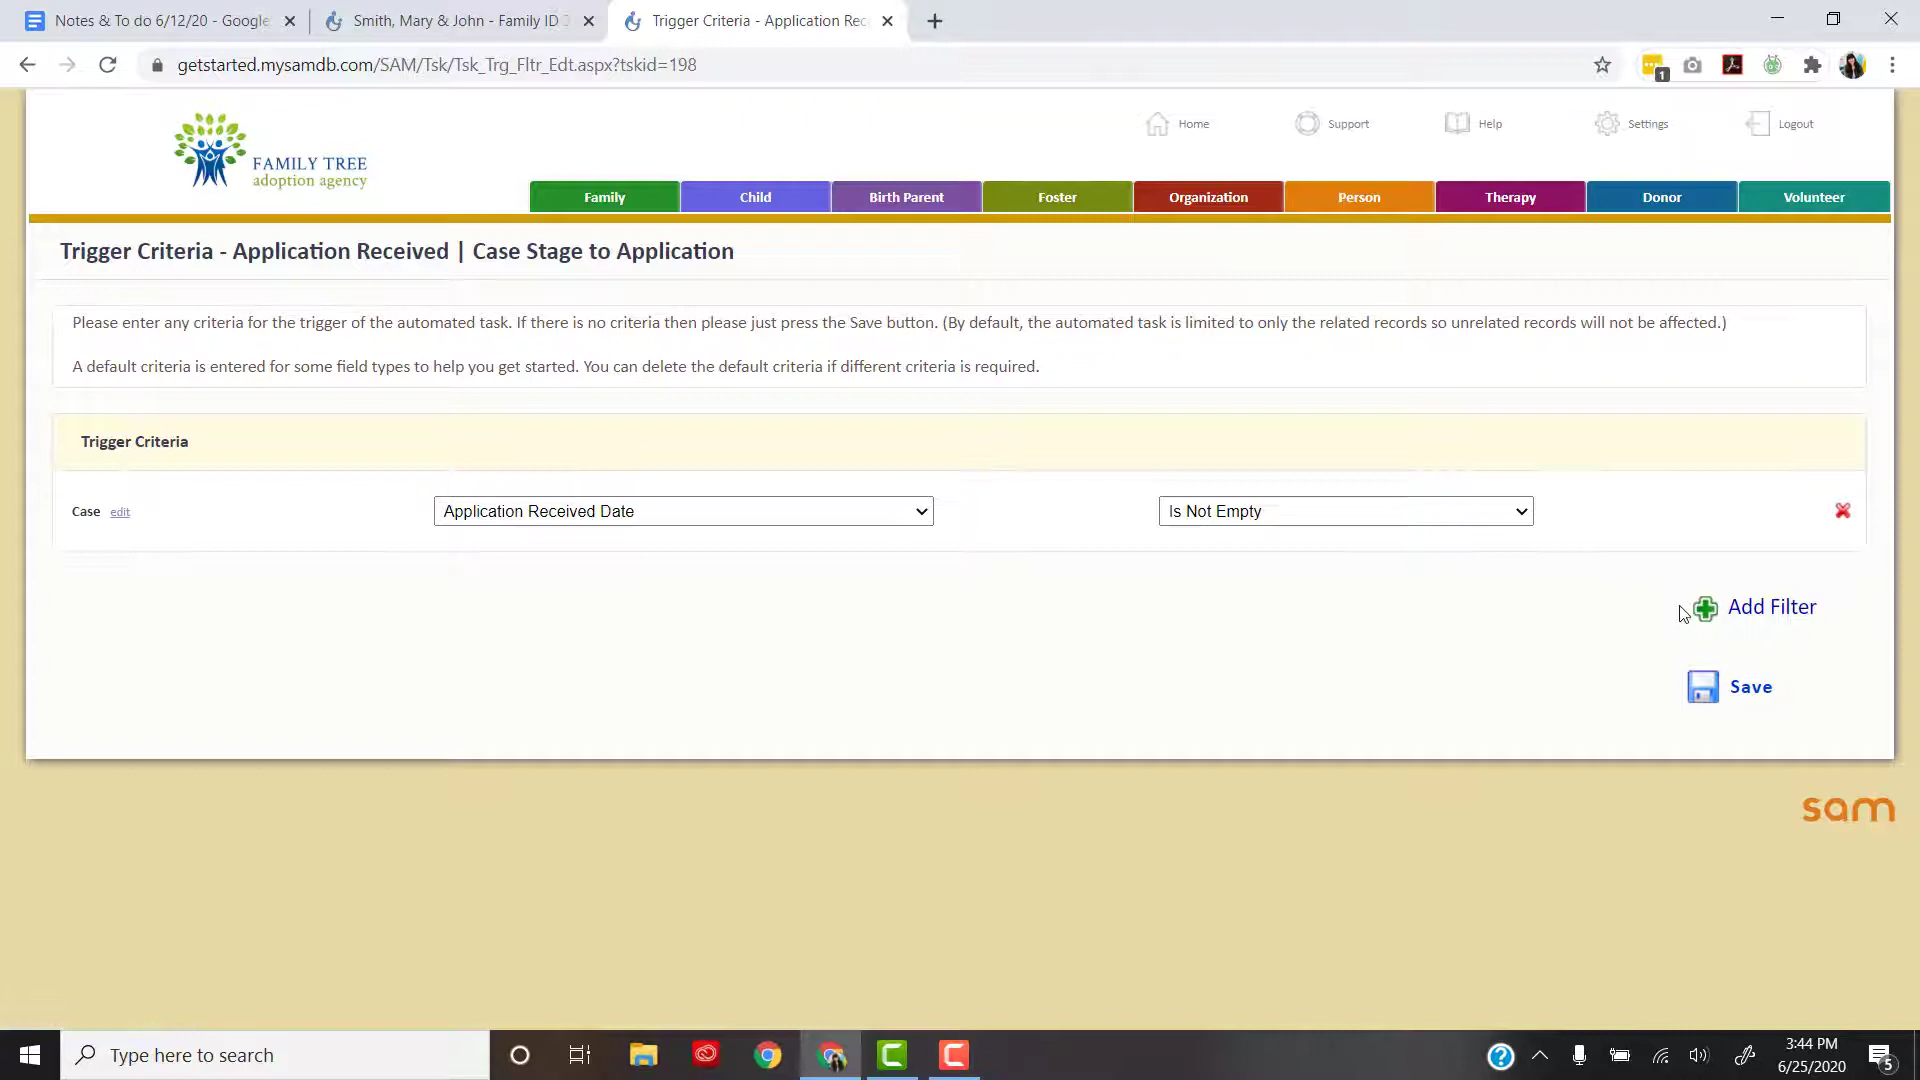 Notes & To do 6/12/20 - Google
Smith, Mary & John - Family ID
Trigger Criteria - Application Rec
getstarted.mysamdb.com/SAM/Tsk/Tsk_Trg_Fltr_Edt.aspx?tskid=198
1
FAMILY TREE
adoption agency
Home
Support
Help
Settings
Logout
Family
Child
Birth Parent
Foster
Organization
Person
Therapy
Donor
Volunteer
Trigger Criteria - Application Received | Case Stage to Application
Please enter any criteria for the trigger of the automated task. If there is no criteria then please just press the Save button. (By default, the automated task is limited to only the related records so unrelated records will not be affected.)
A default criteria is entered for some field types to help you get started. You can delete the default criteria if different criteria is required.
Trigger Criteria
Case edit
Application Received Date
Is Not Empty
Add Filter
Save
sam
Type here to search
3:44 PM
6/25/2020
5